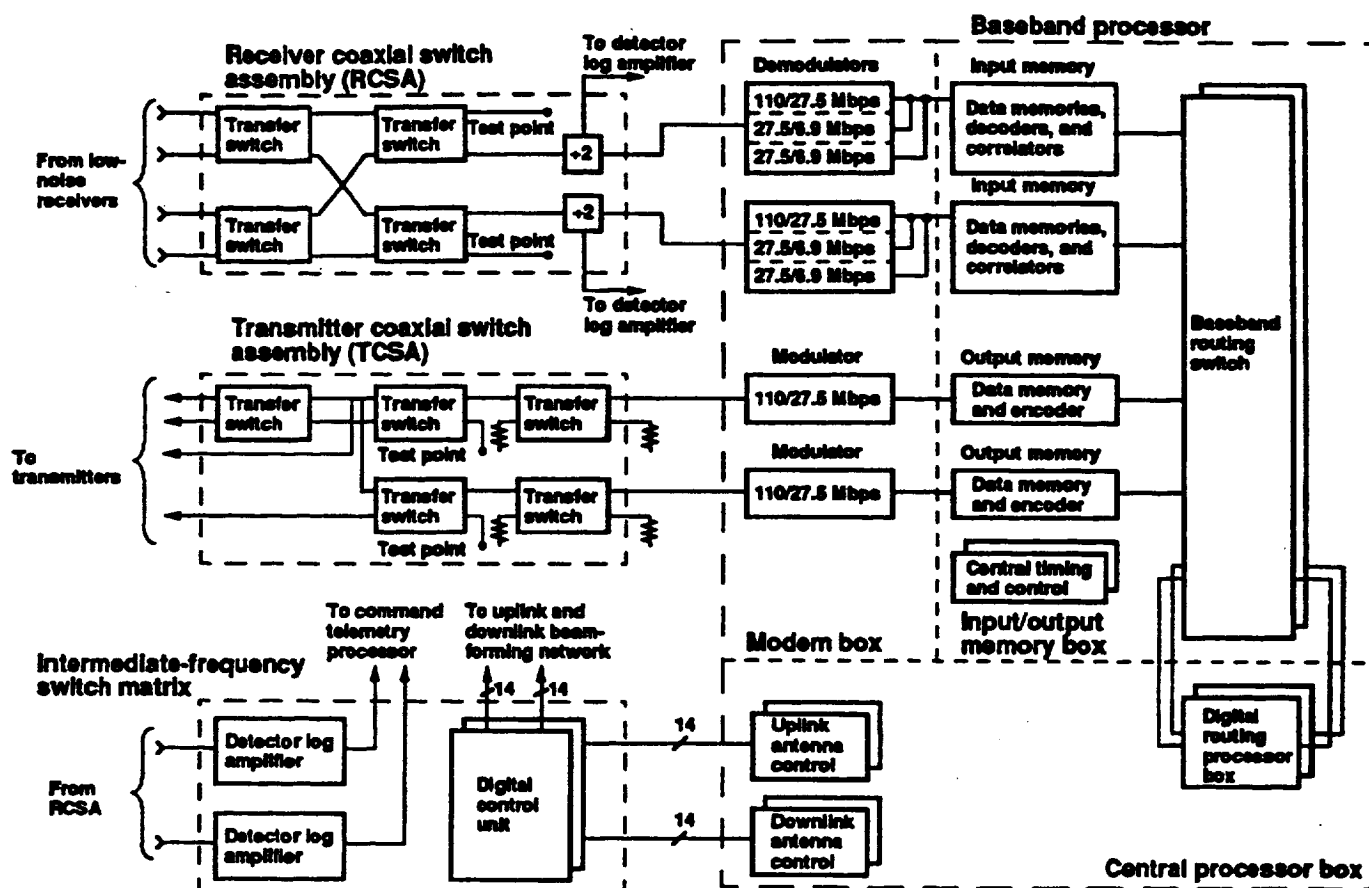 Baseband processor
Receiver coaxial switch
assembly (RCSA)
To detector
log amplifier
Demodulators
Input memory
From low-
noise
receivers
Transfer
switch
Transfer
switch
Test point
÷2
110/27.5 Mbps
27.5/6.9 Mbps
27.5/6.9 Mbps
Data memories,
decoders, and
correlators
Input memory
Transfer
switch
Transfer
switch
Test point
÷2
110/27.5 Mbps
27.5/6.9 Mbps
27.5/6.9 Mbps
Data memories,
decoders, and
correlators
To detector
log amplifier
Baseband
routing
switch
Transmitter coaxial switch
assembly (TCSA)
Modulator
Output memory
To
transmitters
Transfer
switch
Transfer
switch
Transfer
switch
Test point
110/27.5 Mbps
Data memory
and encoder
Modulator
Output memory
Transfer
switch
Transfer
switch
Test point
110/27.5 Mbps
Data memory
and encoder
Central timing
and control
Modem box
Input/output
memory box
To command
telemetry
processor
To uplink and
downlink beam-
forming network
Intermediate-frequency
switch matrix
14
14
From
RCSA
Detector log
amplifier
Detector log
amplifier
Digital
control
unit
14
Uplink
antenna
control
14
Downlink
antenna
control
Digital
routing
processor
box
Central processor box